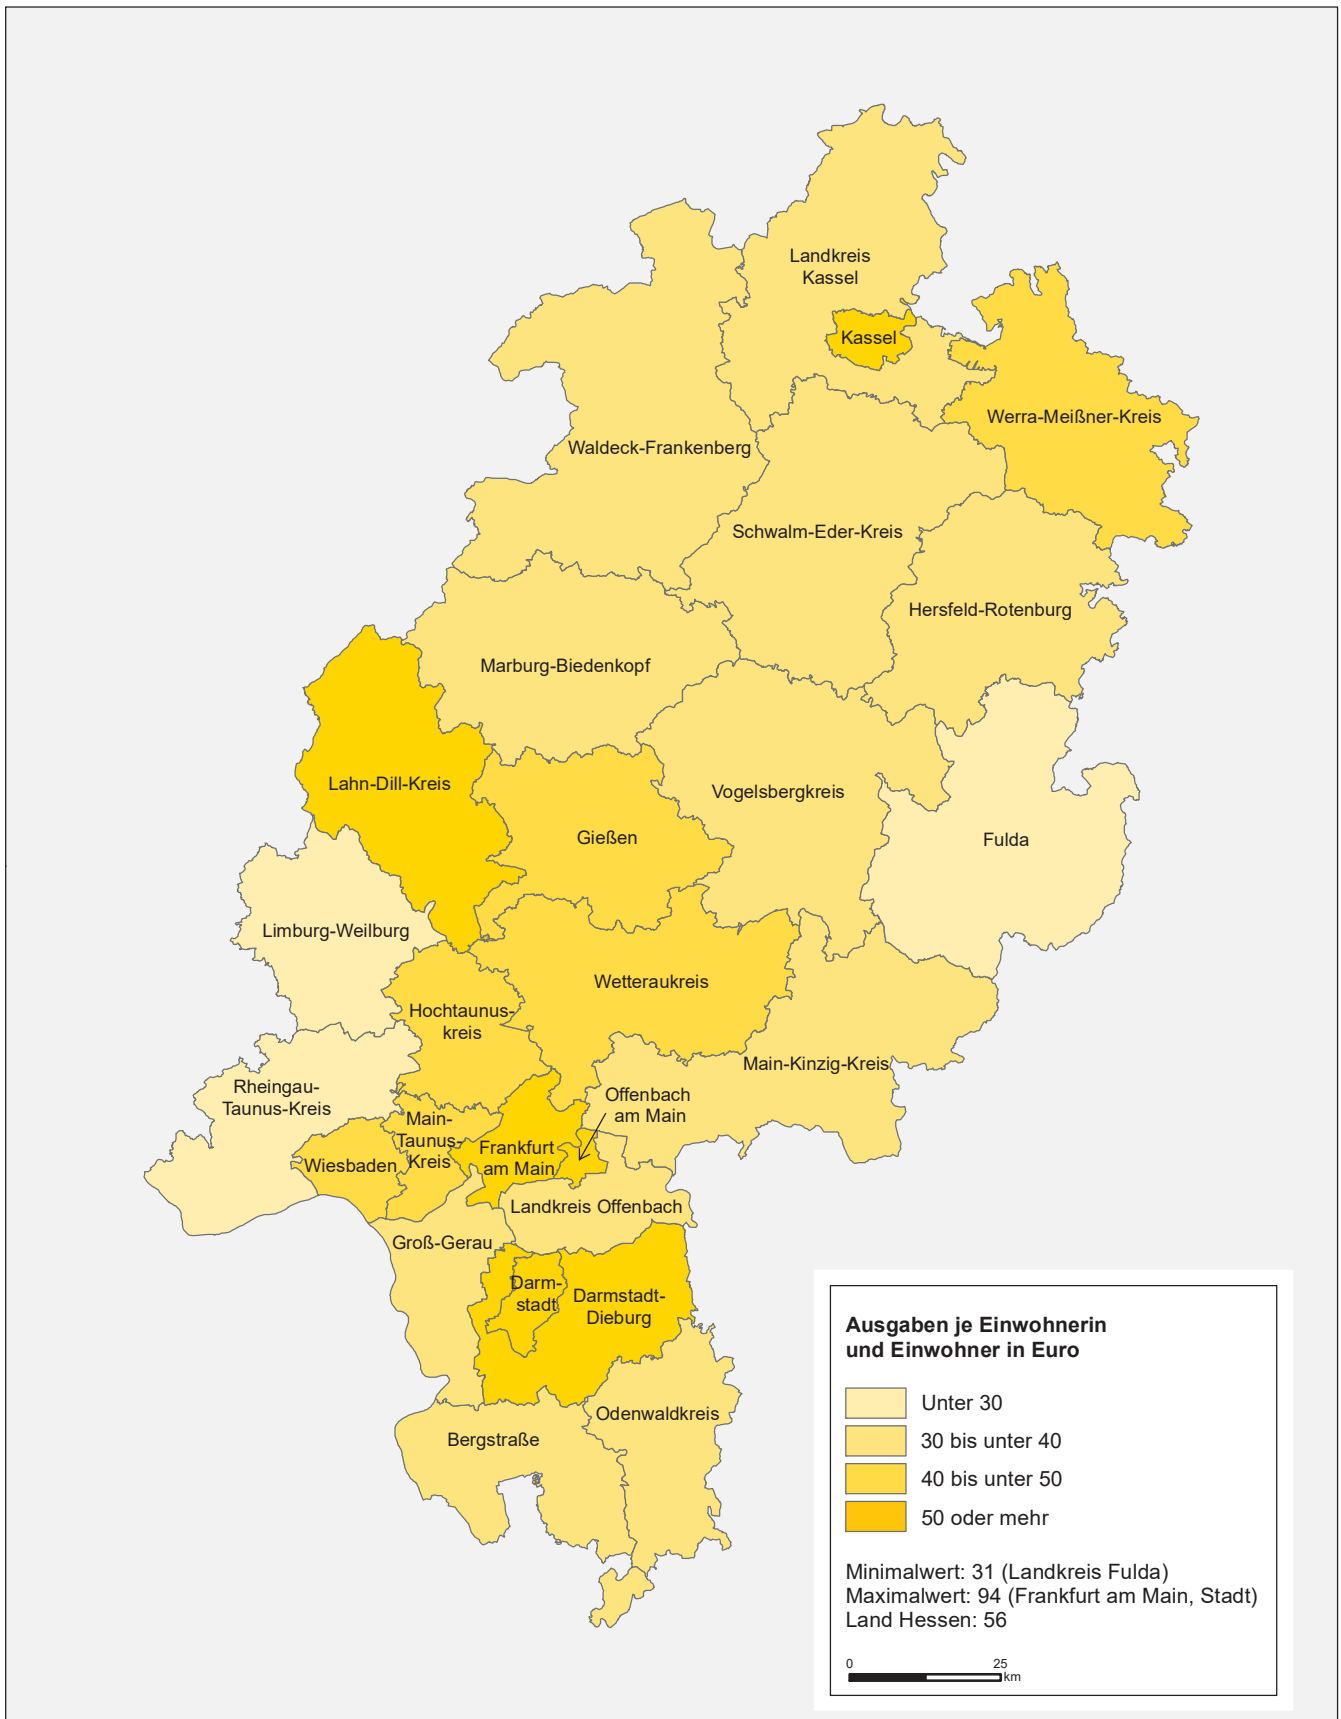 Landkreis
Kassel
Kassel
Werra-Meißner-Kreis
Waldeck-Frankenberg
Schwalm-Eder-Kreis
Hersfeld-Rotenburg
Marburg-Biedenkopf
Lahn-Dill-Kreis
Vogelsbergkreis
Gießen
Fulda
Limburg-Weilburg
Wetteraukreis
Hochtaunus-
kreis
Main-Kinzig-Kreis
Rheingau-
Taunus-Kreis
Offenbach
am Main
Main-
Taunus-
Kreis
Frankfurt
am Main
Wiesbaden
Landkreis Offenbach
Groß-Gerau
Darm-
stadt
Darmstadt-
Dieburg
Odenwaldkreis
Bergstraße
Ausgaben je Einwohnerin
und Einwohner in Euro
Unter 30
30 bis unter 40
40 bis unter 50
50 oder mehr
Minimalwert: 31 (Landkreis Fulda)
Maximalwert: 94 (Frankfurt am Main, Stadt)
Land Hessen: 56
0 25
km